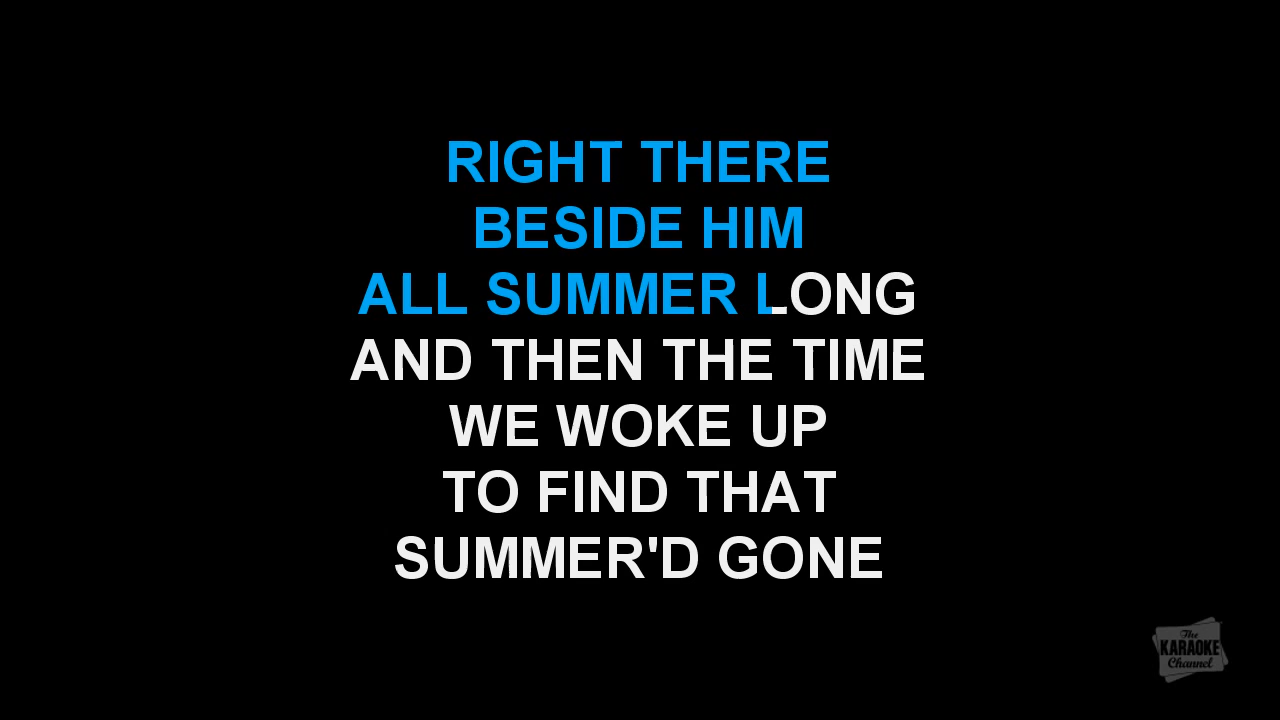 RIGHT THERE
BESIDE HIM
ALL SUMMER LONG
AND THEN THE TIME
WE WOKE UP
TO FIND THAT
SUMMER'D GONE
The
KARAOKE
Channel